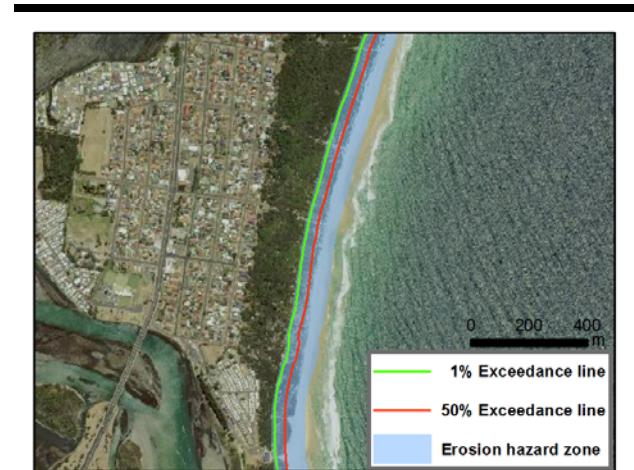 0 200 400
m
1% Exceedance line
50% Exceedance line
Erosion hazard zone